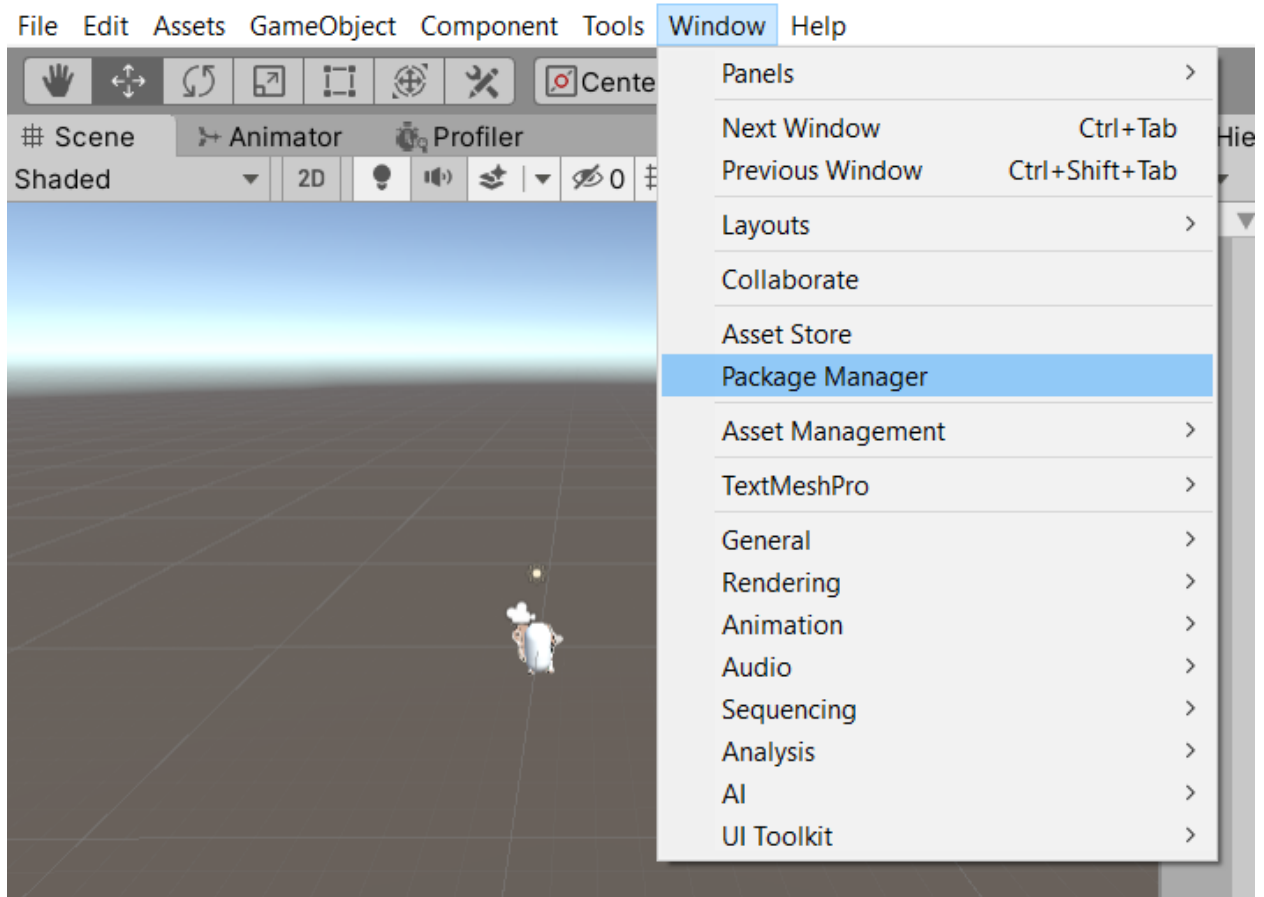 File Edit Assets GameObject Component Tools Window Help
Cente
Scene Animator Profiler
Hie
Shaded 2D 0
Panels
Next Window Ctrl+Tab
Previous Window Ctrl+Shift+Tab
Layouts
Collaborate
Asset Store
Package Manager
Asset Management
TextMeshPro
General
Rendering
Animation
Audio
Sequencing
Analysis
AI
UI Toolkit